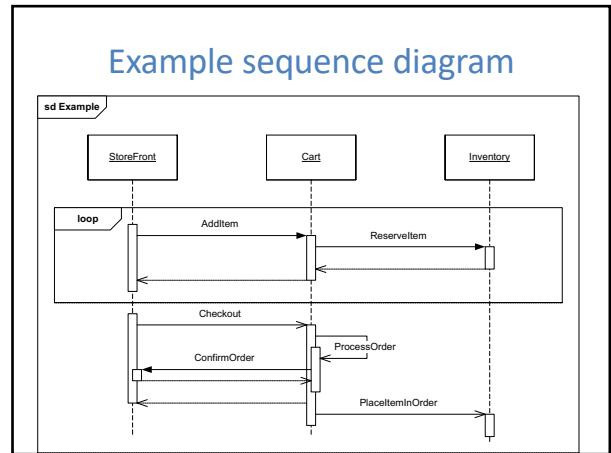 Example sequence diagram
sd Example
StoreFront
Cart
Inventory
loop
AddItem
ReserveItem
Checkout
ProcessOrder
ConfirmOrder
PlaceItemInOrder